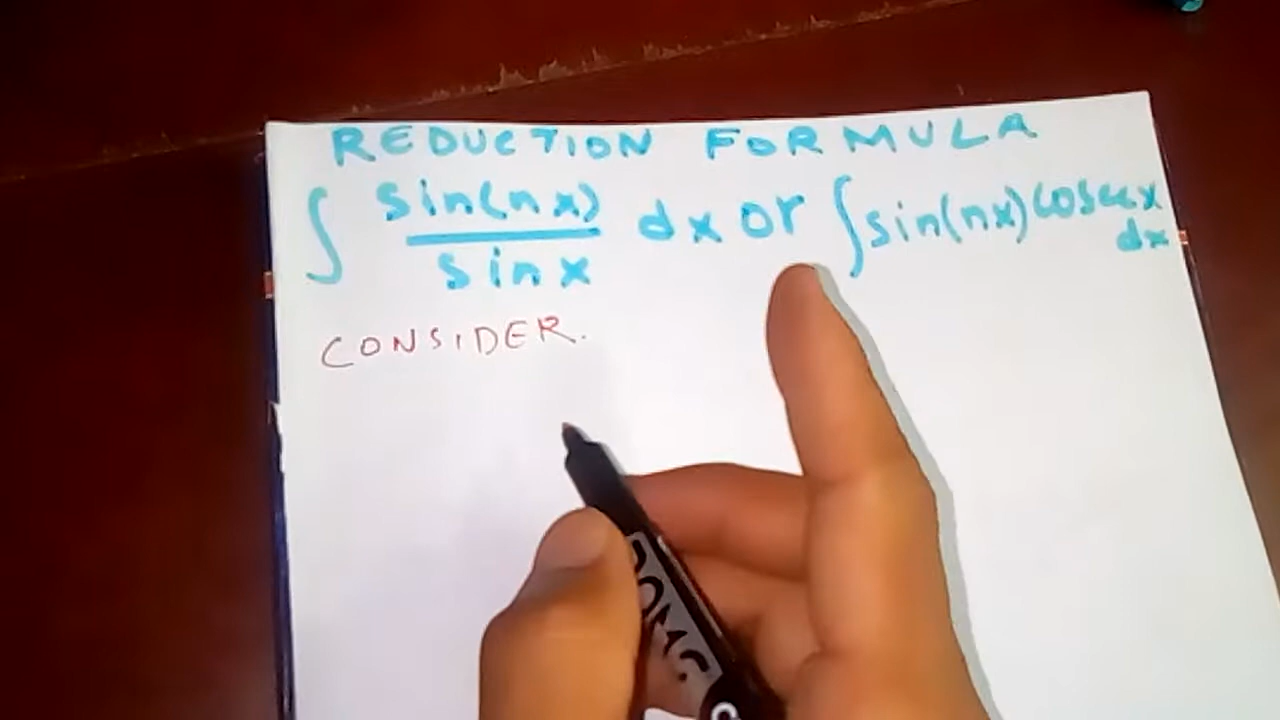 REDUCTION FORMULA
∫ sin(nx)/sinx dx or ∫sin(nx)cosecx dx
CONSIDER.